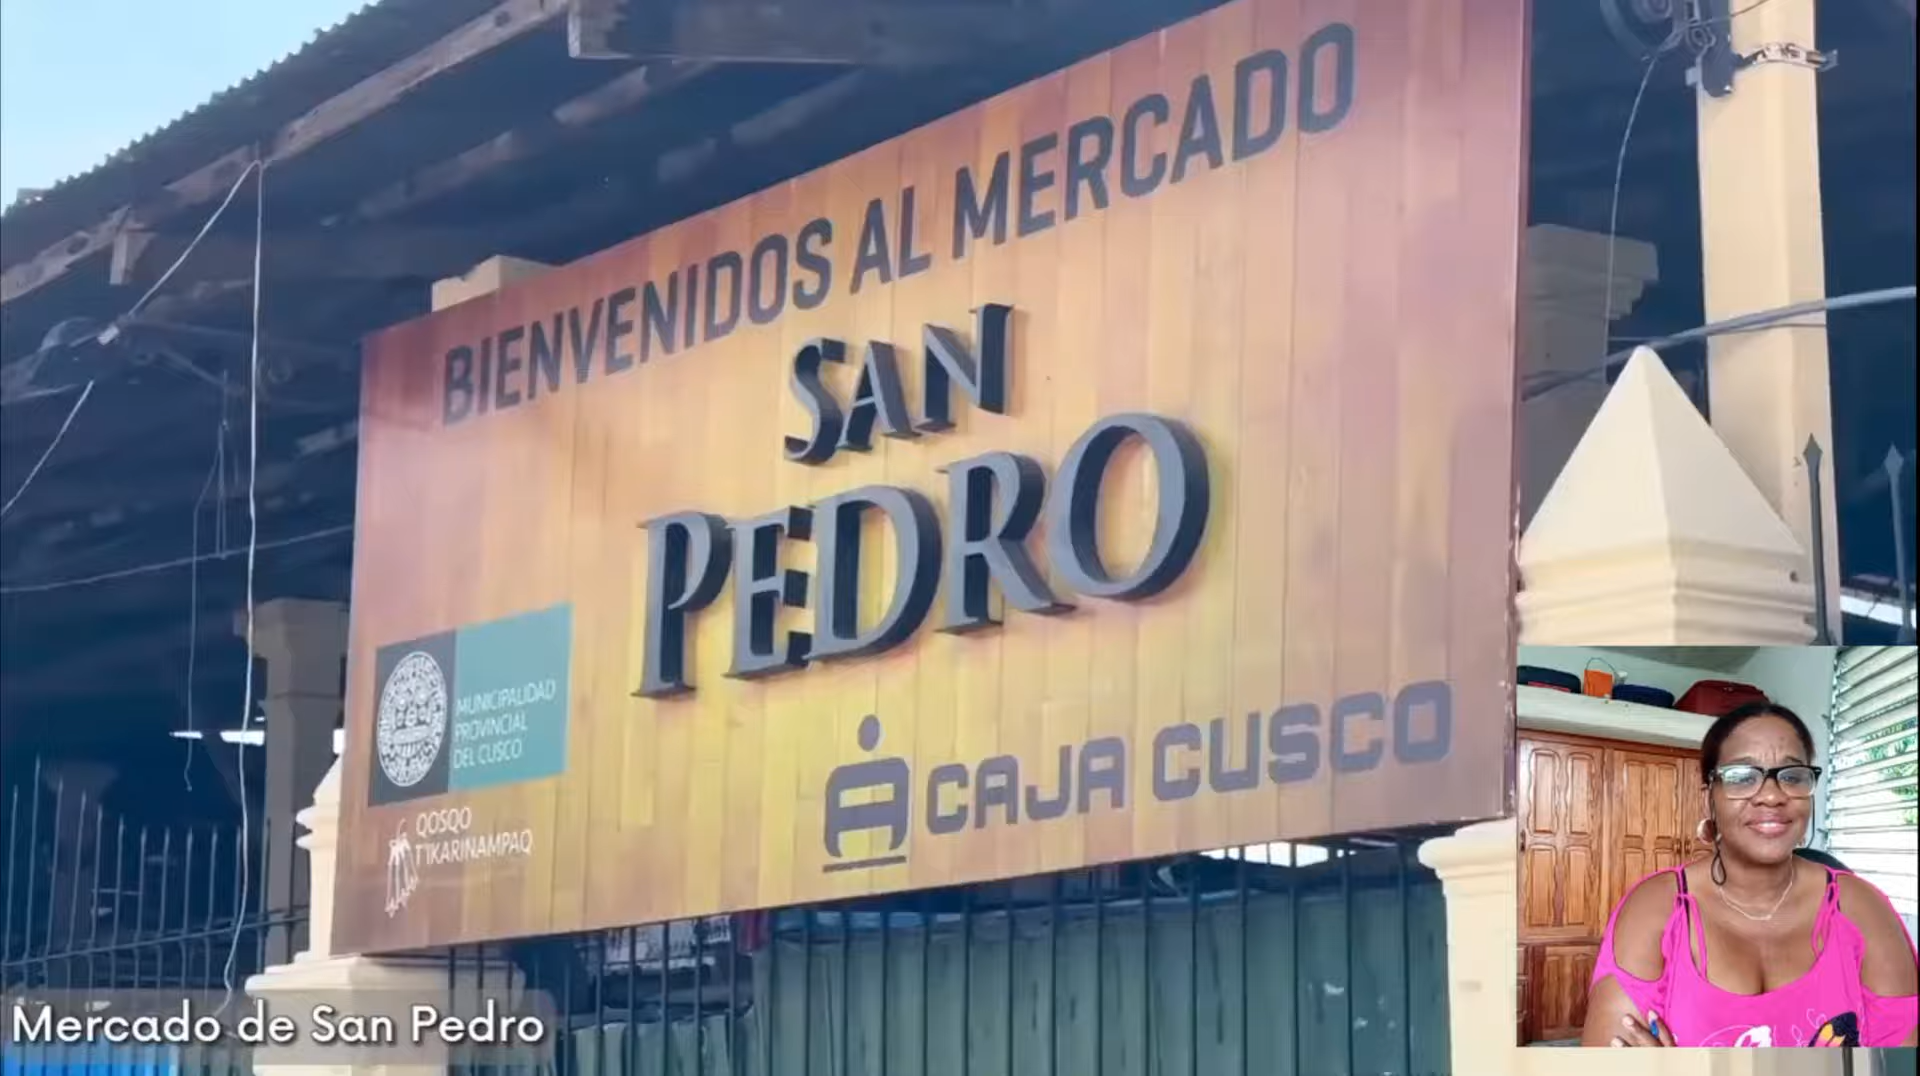 BIENVENIDOS AL MERCADO
SAN
PEDRO
MUNICIPALIDAD
PROVINCIAL
DEL CUSCO
QOSQO
T'IKARINAMPAQ
CAJA CUSCO
Mercado de San Pedro